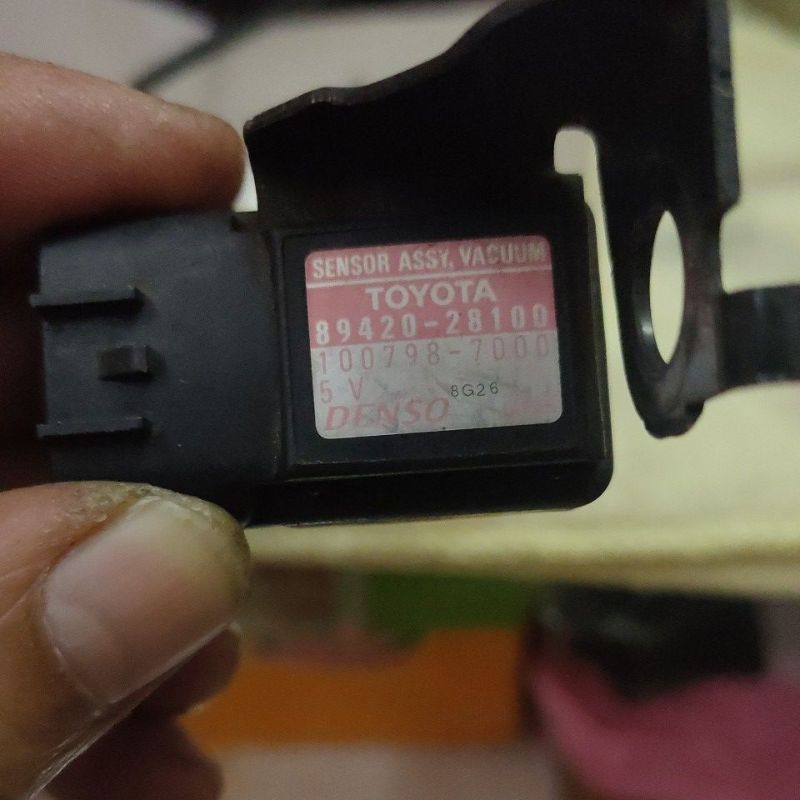 SENSOR ASSY, VACUUM
TOYOTA
89420-28100
100798-7000
5 V 8G26
DENSO